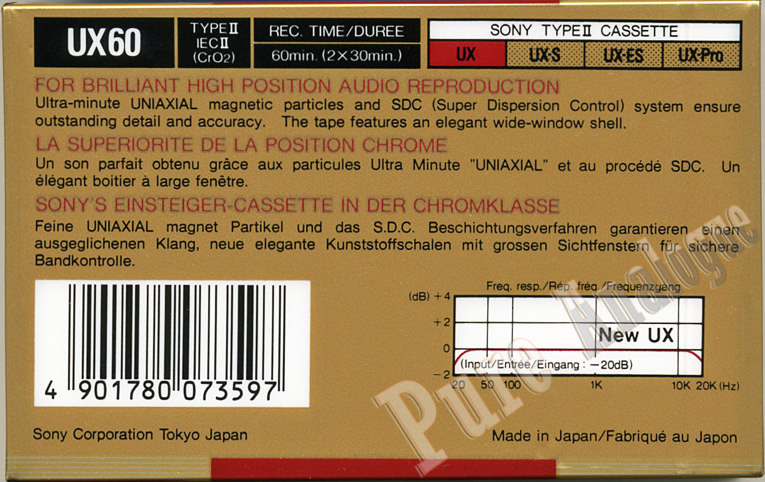 UX60
TYPE II
IEC II
(CrO2)
REC. TIME/DUREE
60min. (2×30min.)
SONY TYPE II CASSETTE
UX
UX-S
UX-ES
UX-Pro
FOR BRILLIANT HIGH POSITION AUDIO REPRODUCTION
Ultra-minute UNIAXIAL magnetic particles and SDC (Super Dispersion Control) system ensure
outstanding detail and accuracy. The tape features an elegant wide-window shell.
LA SUPERIORITE DE LA POSITION CHROME
Un son parfait obtenu grâce aux particules Ultra Minute "UNIAXIAL" et au procédé SDC. Un
élégant boitier à large fenêtre.
SONY'S EINSTEIGER-CASSETTE IN DER CHROMKLASSE
Feine UNIAXIAL magnet Partikel und das S.D.C. Beschichtungsverfahren garantieren einen
ausgeglichenen Klang, neue elegante Kunststoffschalen mit grossen Sichtfenstern für sichere
Bandkontrolle.
4 901780 073597
Freq. resp./Rép. fréq./Frequenzgang
(dB) +4
+2
0
-2
New UX
(Input/Entrée/Eingang : -20dB)
20 50 100 1K 10K 20K (Hz)
Sony Corporation Tokyo Japan
Made in Japan/Fabriqué au Japon
Pure Analogue